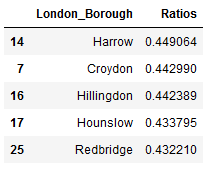 London_Borough Ratios
14 Harrow 0.449064
7 Croydon 0.442990
16 Hillingdon 0.442389
17 Hounslow 0.433795
25 Redbridge 0.432210